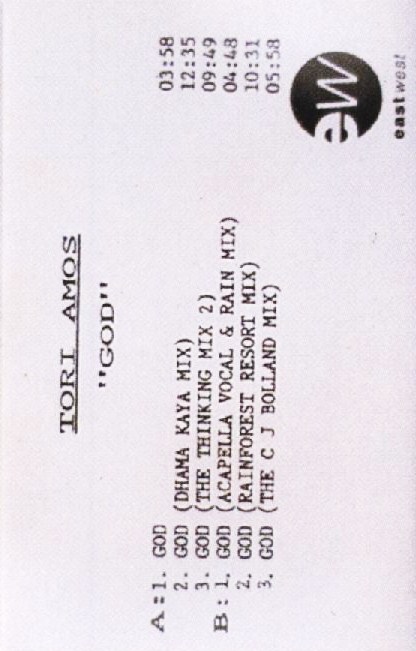 TORI AMOS
"GOD"
A:1. GOD 03:58
2. GOD (DHAMA KAYA MIX) 12:35
3. GOD (THE THINKING MIX 2) 09:49
B:1. GOD (ACAPELLA VOCAL & RAIN MIX) 04:48
2. GOD (RAINFOREST RESORT MIX) 10:31
3. GOD (THE C J BOLLAND MIX) 05:58
ew
eastwest